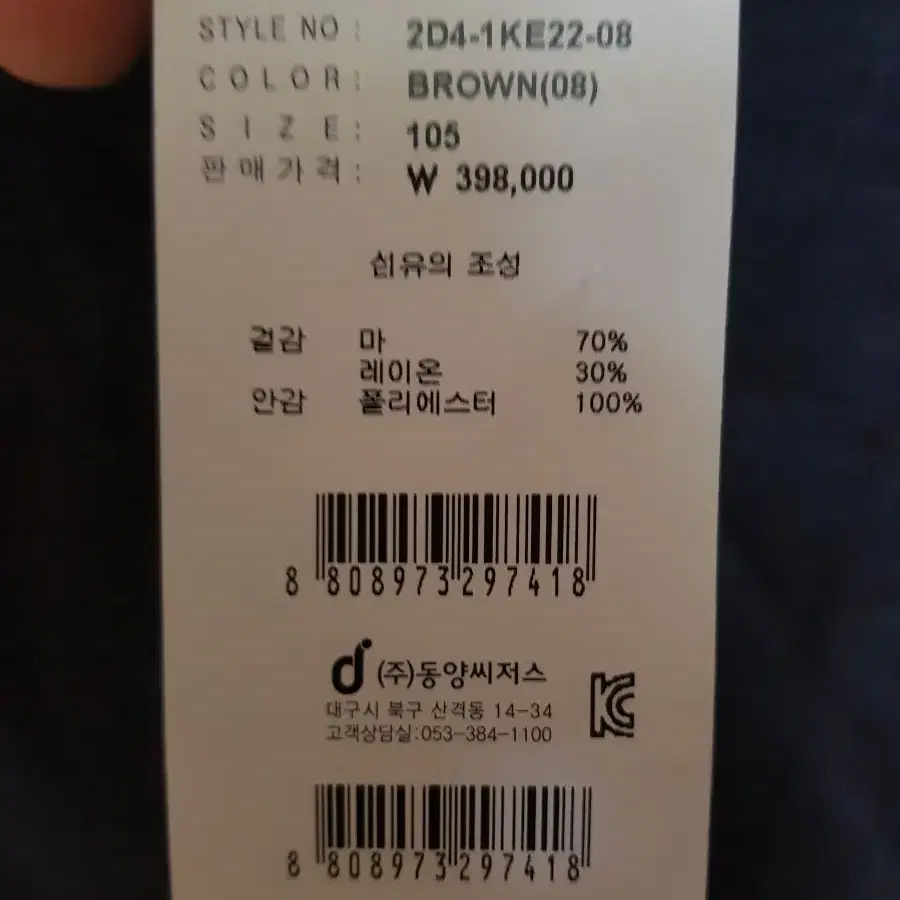 STYLE NO : 2D4-1KE22-08
COLOR : BROWN(08)
SIZE : 105
판매가격 : ₩ 398,000
섬유의 조성
겉감 마 70%
레이온 30%
안감 폴리에스터 100%
8 808973 297418
(주)동양씨저스
대구시 북구 산격동 14-34
고객상담실:053-384-1100
KC
8 808973 297418